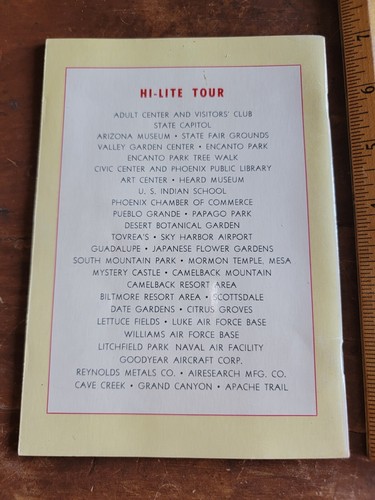 HI-LITE TOUR
ADULT CENTER AND VISITORS' CLUB
STATE CAPITOL
ARIZONA MUSEUM • STATE FAIR GROUNDS
VALLEY GARDEN CENTER • ENCANTO PARK
ENCANTO PARK TREE WALK
CIVIC CENTER AND PHOENIX PUBLIC LIBRARY
ART CENTER • HEARD MUSEUM
U. S. INDIAN SCHOOL
PHOENIX CHAMBER OF COMMERCE
PUEBLO GRANDE • PAPAGO PARK
DESERT BOTANICAL GARDEN
TOVREA'S • SKY HARBOR AIRPORT
GUADALUPE • JAPANESE FLOWER GARDENS
SOUTH MOUNTAIN PARK • MORMON TEMPLE, MESA
MYSTERY CASTLE • CAMELBACK MOUNTAIN
CAMELBACK RESORT AREA
BILTMORE RESORT AREA • SCOTTSDALE
DATE GARDENS • CITRUS GROVES
LETTUCE FIELDS • LUKE AIR FORCE BASE
WILLIAMS AIR FORCE BASE
LITCHFIELD PARK NAVAL AIR FACILITY
GOODYEAR AIRCRAFT CORP.
REYNOLDS METALS CO. • AIRESEARCH MFG. CO.
CAVE CREEK • GRAND CANYON • APACHE TRAIL
7
6
5